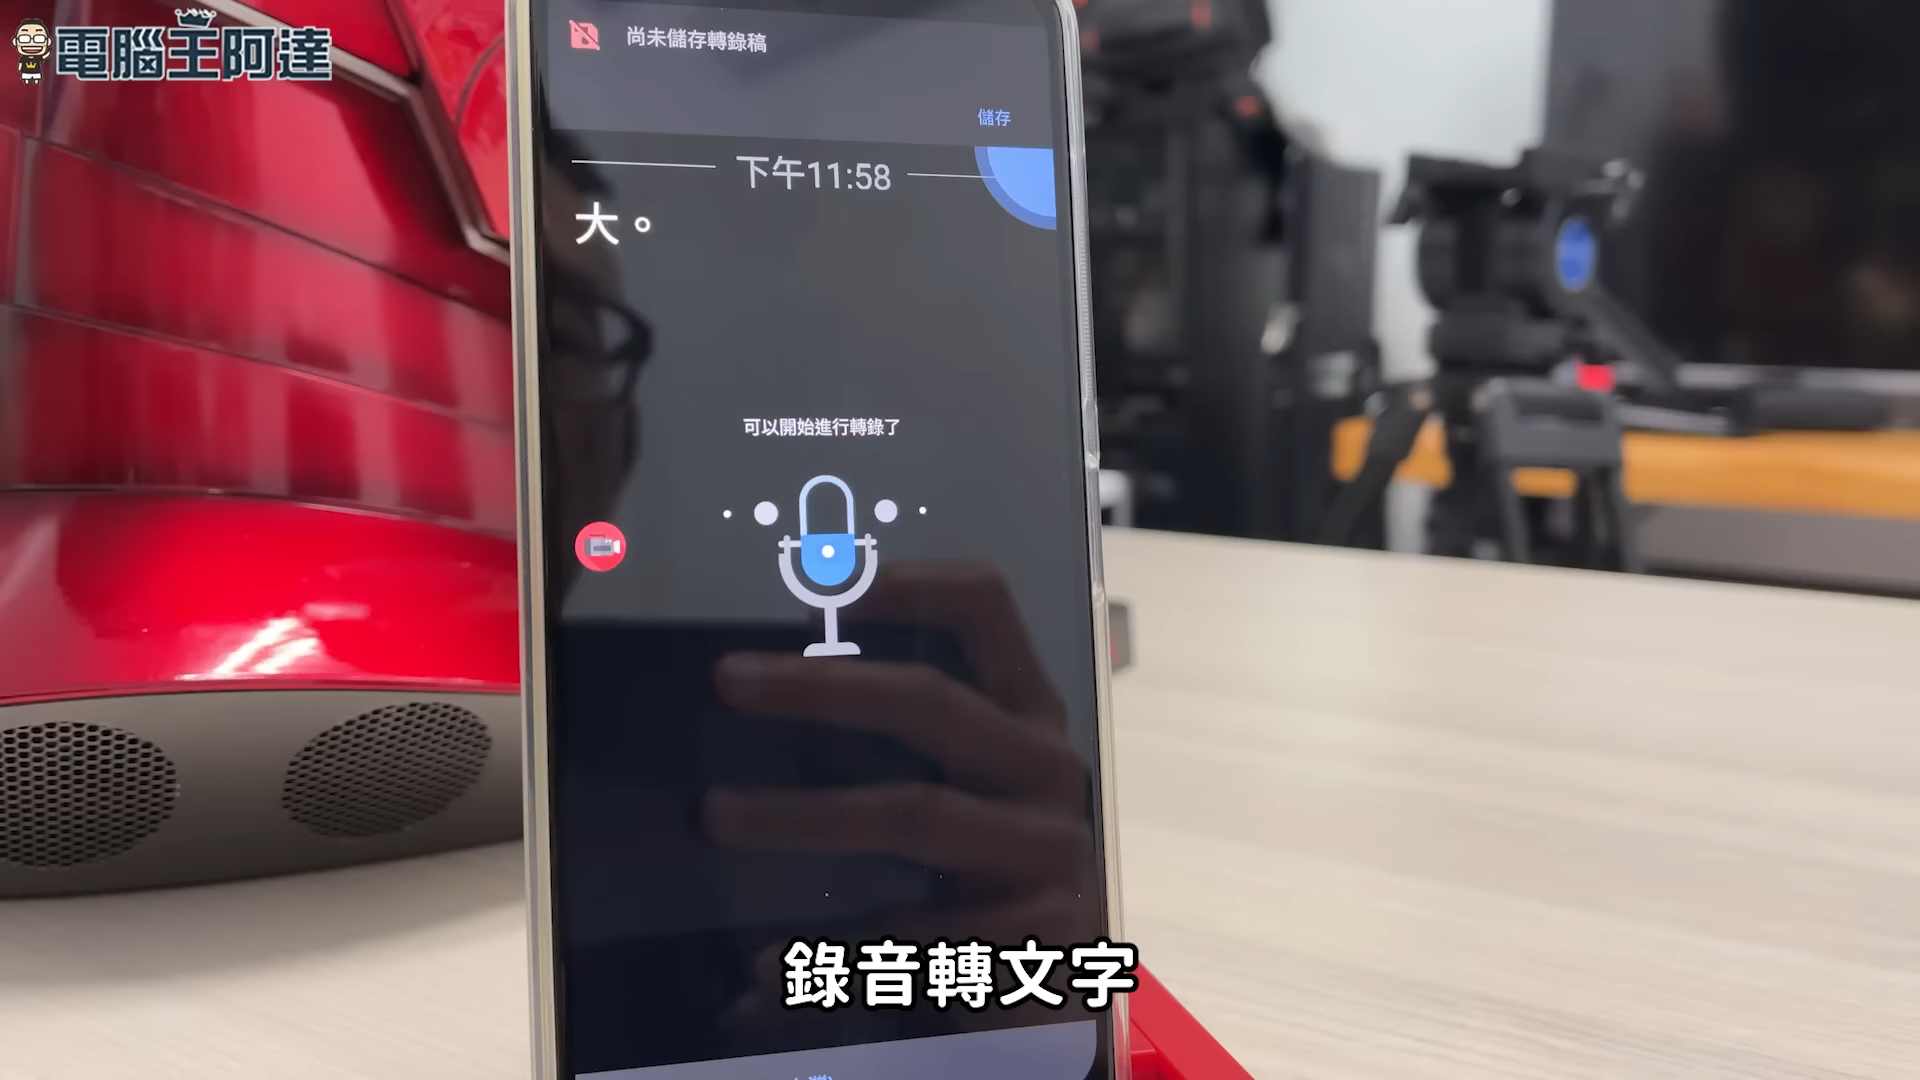 電腦王阿達
尚未儲存轉錄稿
儲存
下午11:58
大。
可以開始進行轉錄了
錄音轉文字